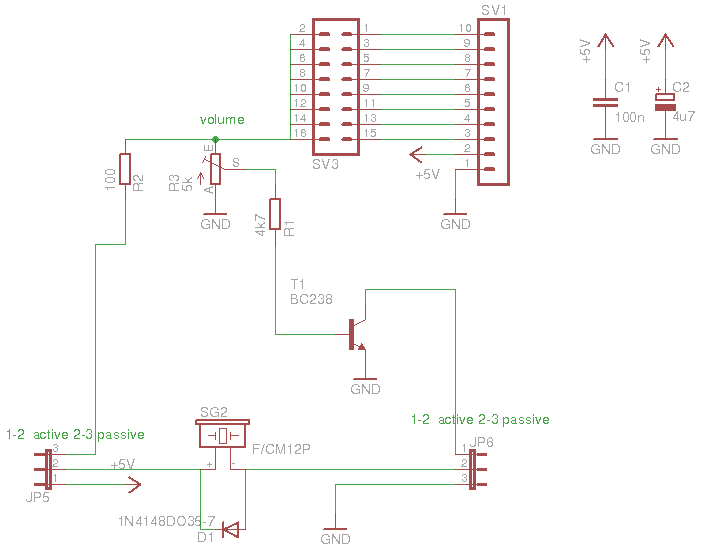 SV1
2 1 10
4 3 9
6 5 8
8 7 7
10 9 6
12 11 5
14 13 4
16 15 3
2
1
SV3
+5V
GND
+5V
C1
100n
GND
+5V
+
C2
4u7
GND
volume
100
R2
R3
5k
E
S
A
GND
4k7
R1
T1
BC238
GND
1-2 active 2-3 passive
3
2
1
JP5
+5V
SG2
F/CM12P
+
-
1N4148DO35-7
D1
1-2 active 2-3 passive
JP6
1
2
3
GND